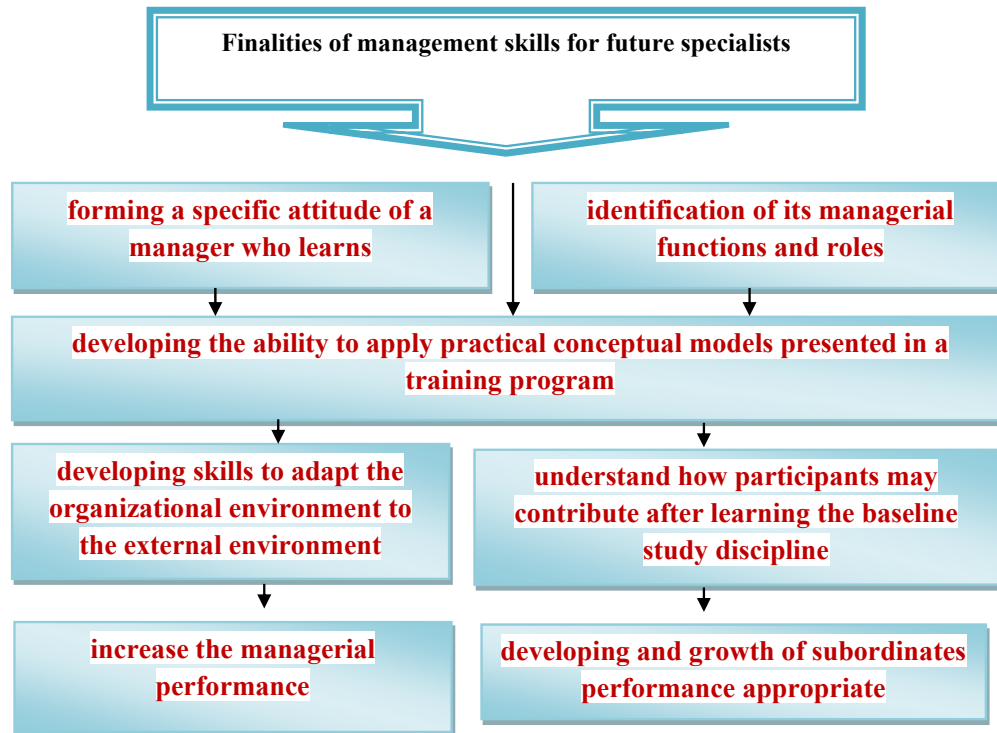 Finalities of management skills for future specialists
forming a specific attitude of a
manager who learns
identification of its managerial
functions and roles
developing the ability to apply practical conceptual models presented in a
training program
developing skills to adapt the
organizational environment to
the external environment
understand how participants may
contribute after learning the baseline
study discipline
increase the managerial
performance
developing and growth of subordinates
performance appropriate